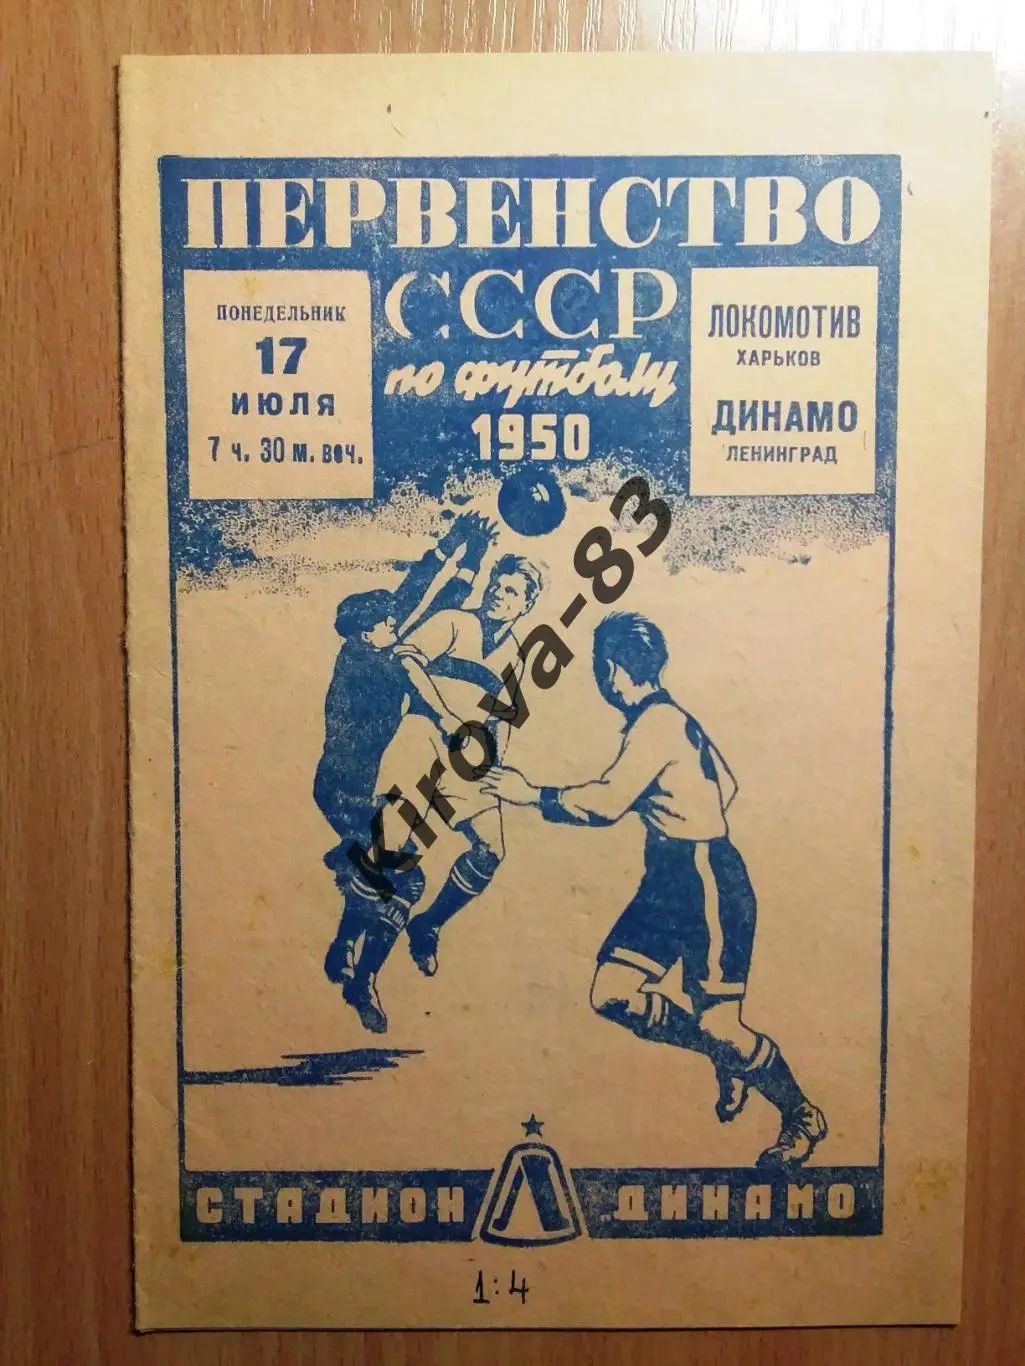 ПЕРВЕНСТВО
СССР
по футболу
1950
ПОНЕДЕЛЬНИК
17
ИЮЛЯ
7 ч. 30 м. веч.
ЛОКОМОТИВ
ХАРЬКОВ
ДИНАМО
ЛЕНИНГРАД
Kirova-83
СТАДИОН Л „ДИНАМО"
1:4